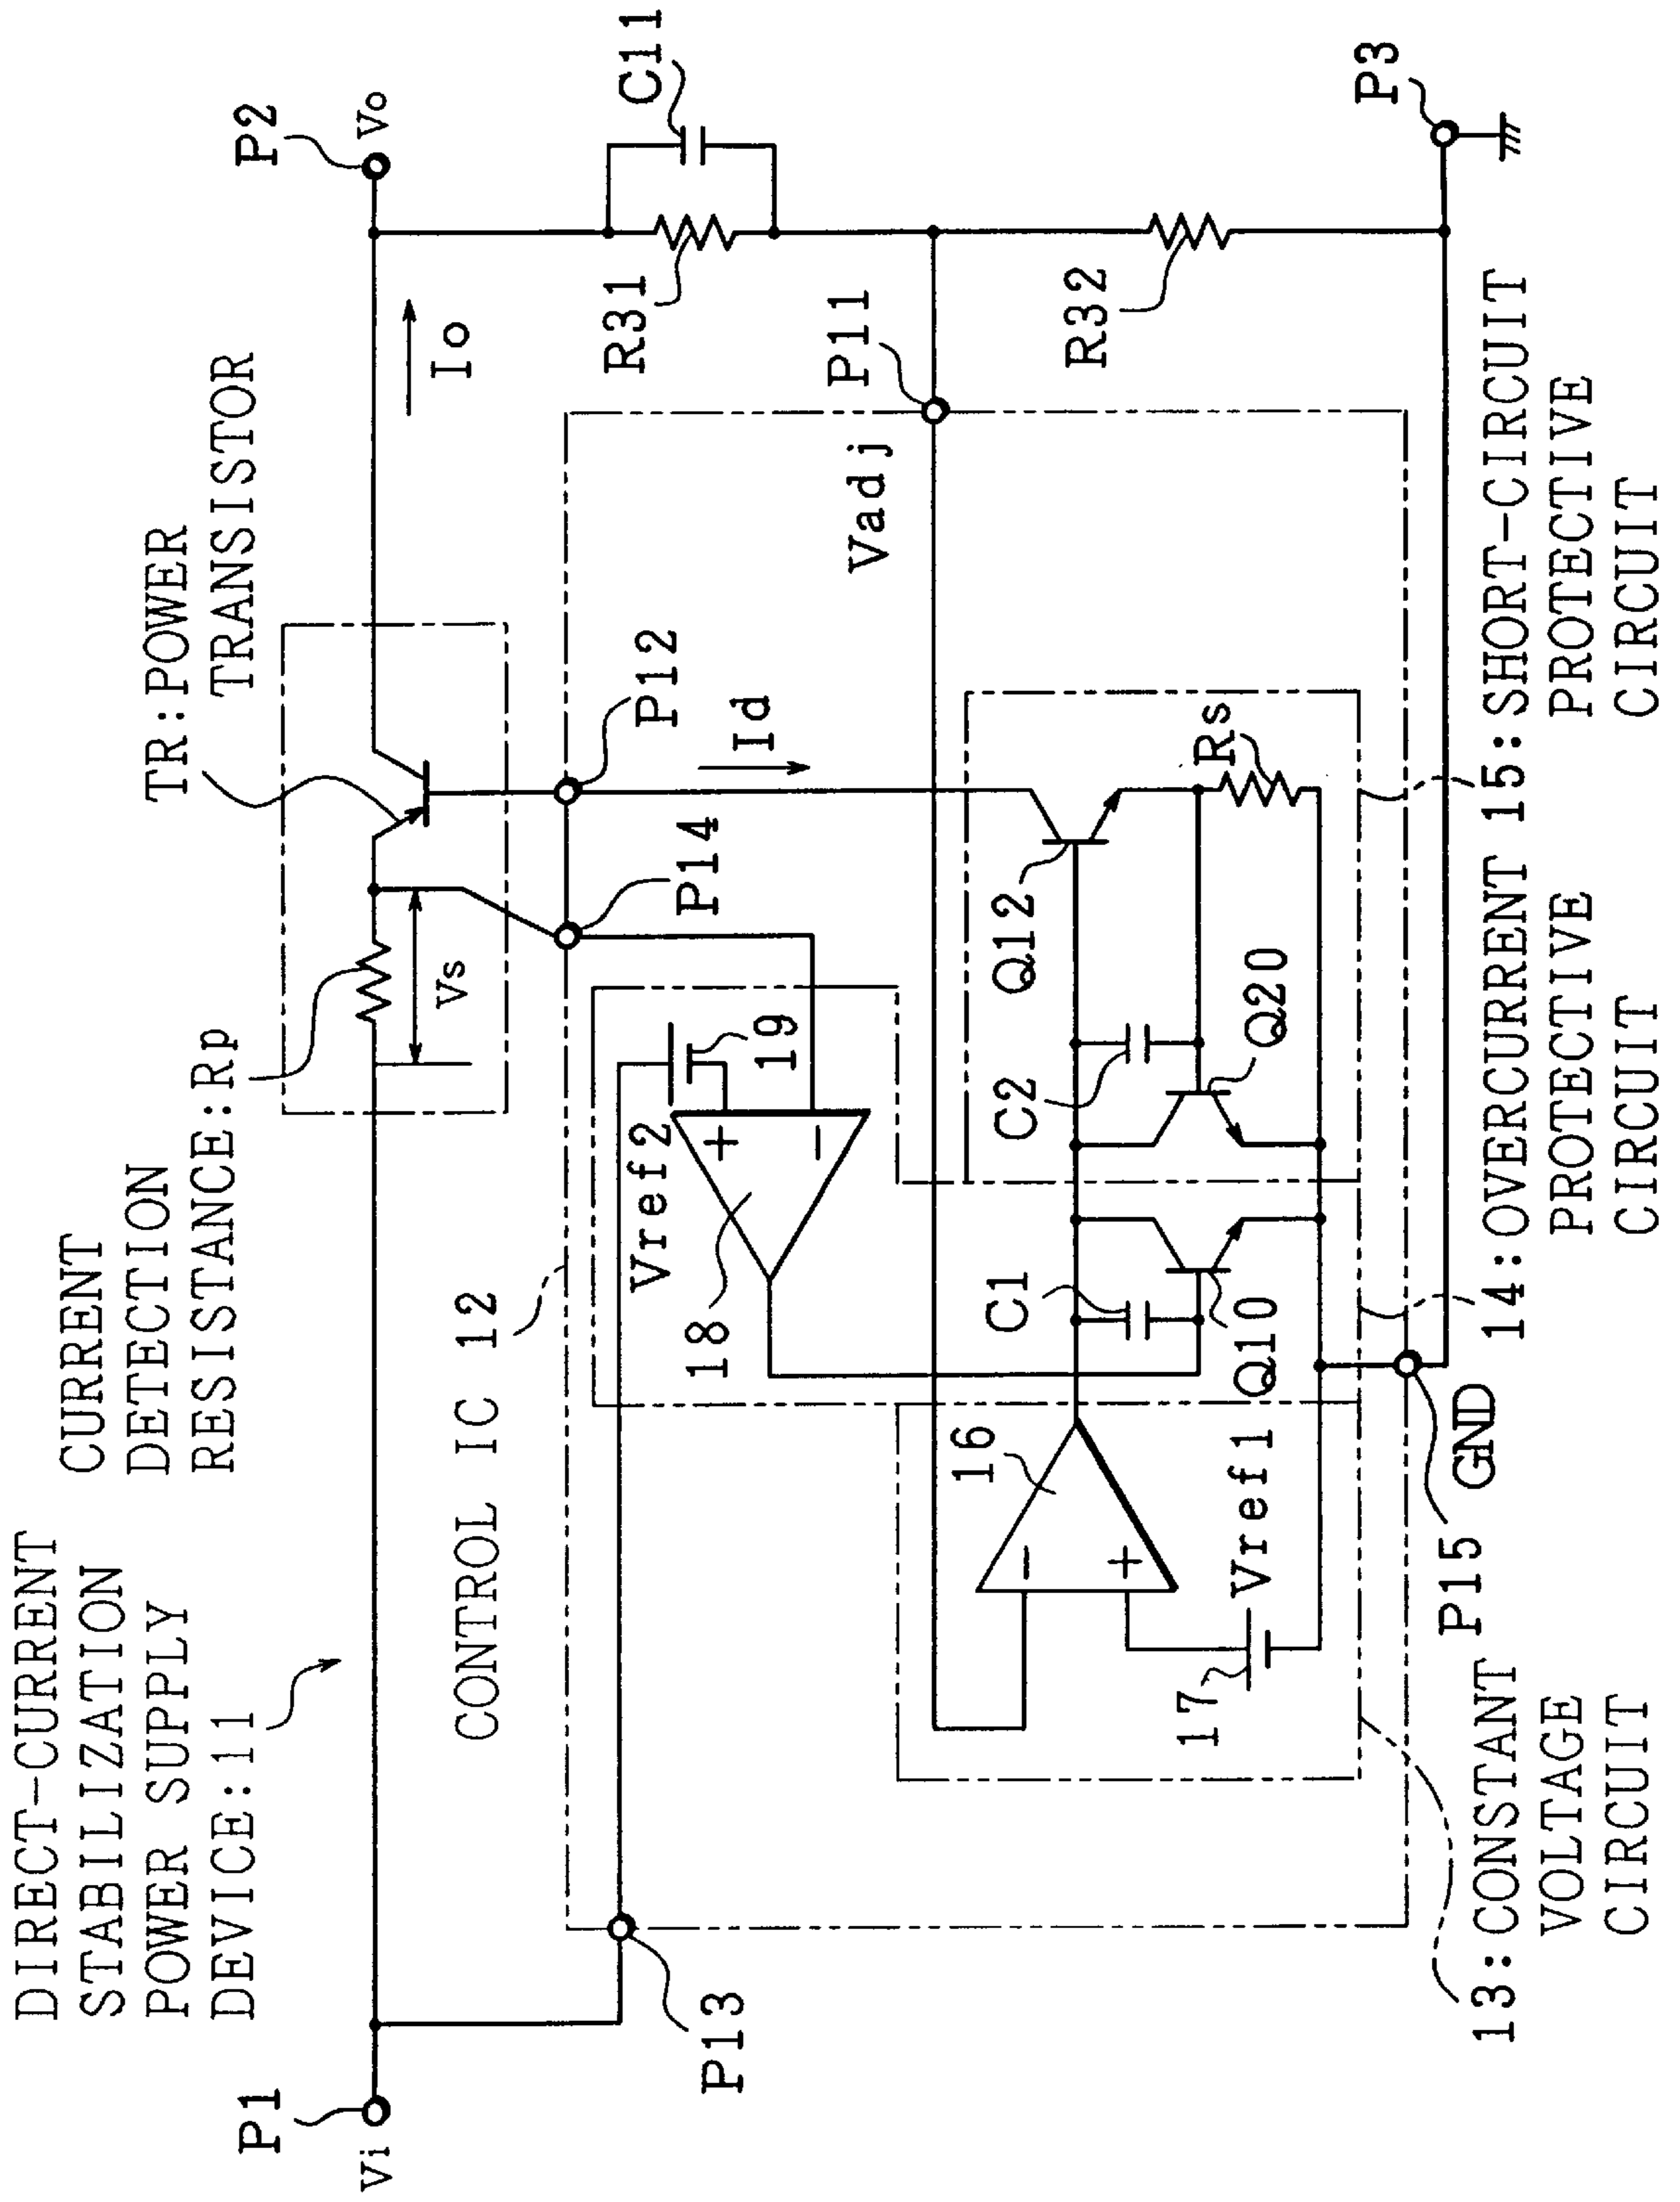 DIRECT-CURRENT
STABILIZATION
POWER SUPPLY
DEVICE:11
CURRENT
DETECTION
RESISTANCE:Rp
TR:POWER
TRANSISTOR
P1
Vi
P2
Vo
Vs
Io
C11
R31
P13
CONTROL IC 12
P14
P12
Id
Vref2
19
+
−
18
Vadj
P11
R32
P3
16
−
+
Vref1
17
C1
Q10
C2
Q20
Q12
Rs
P15
GND
13:CONSTANT
VOLTAGE
CIRCUIT
14:OVERCURRENT
PROTECTIVE
CIRCUIT
15:SHORT-CIRCUIT
PROTECTIVE
CIRCUIT